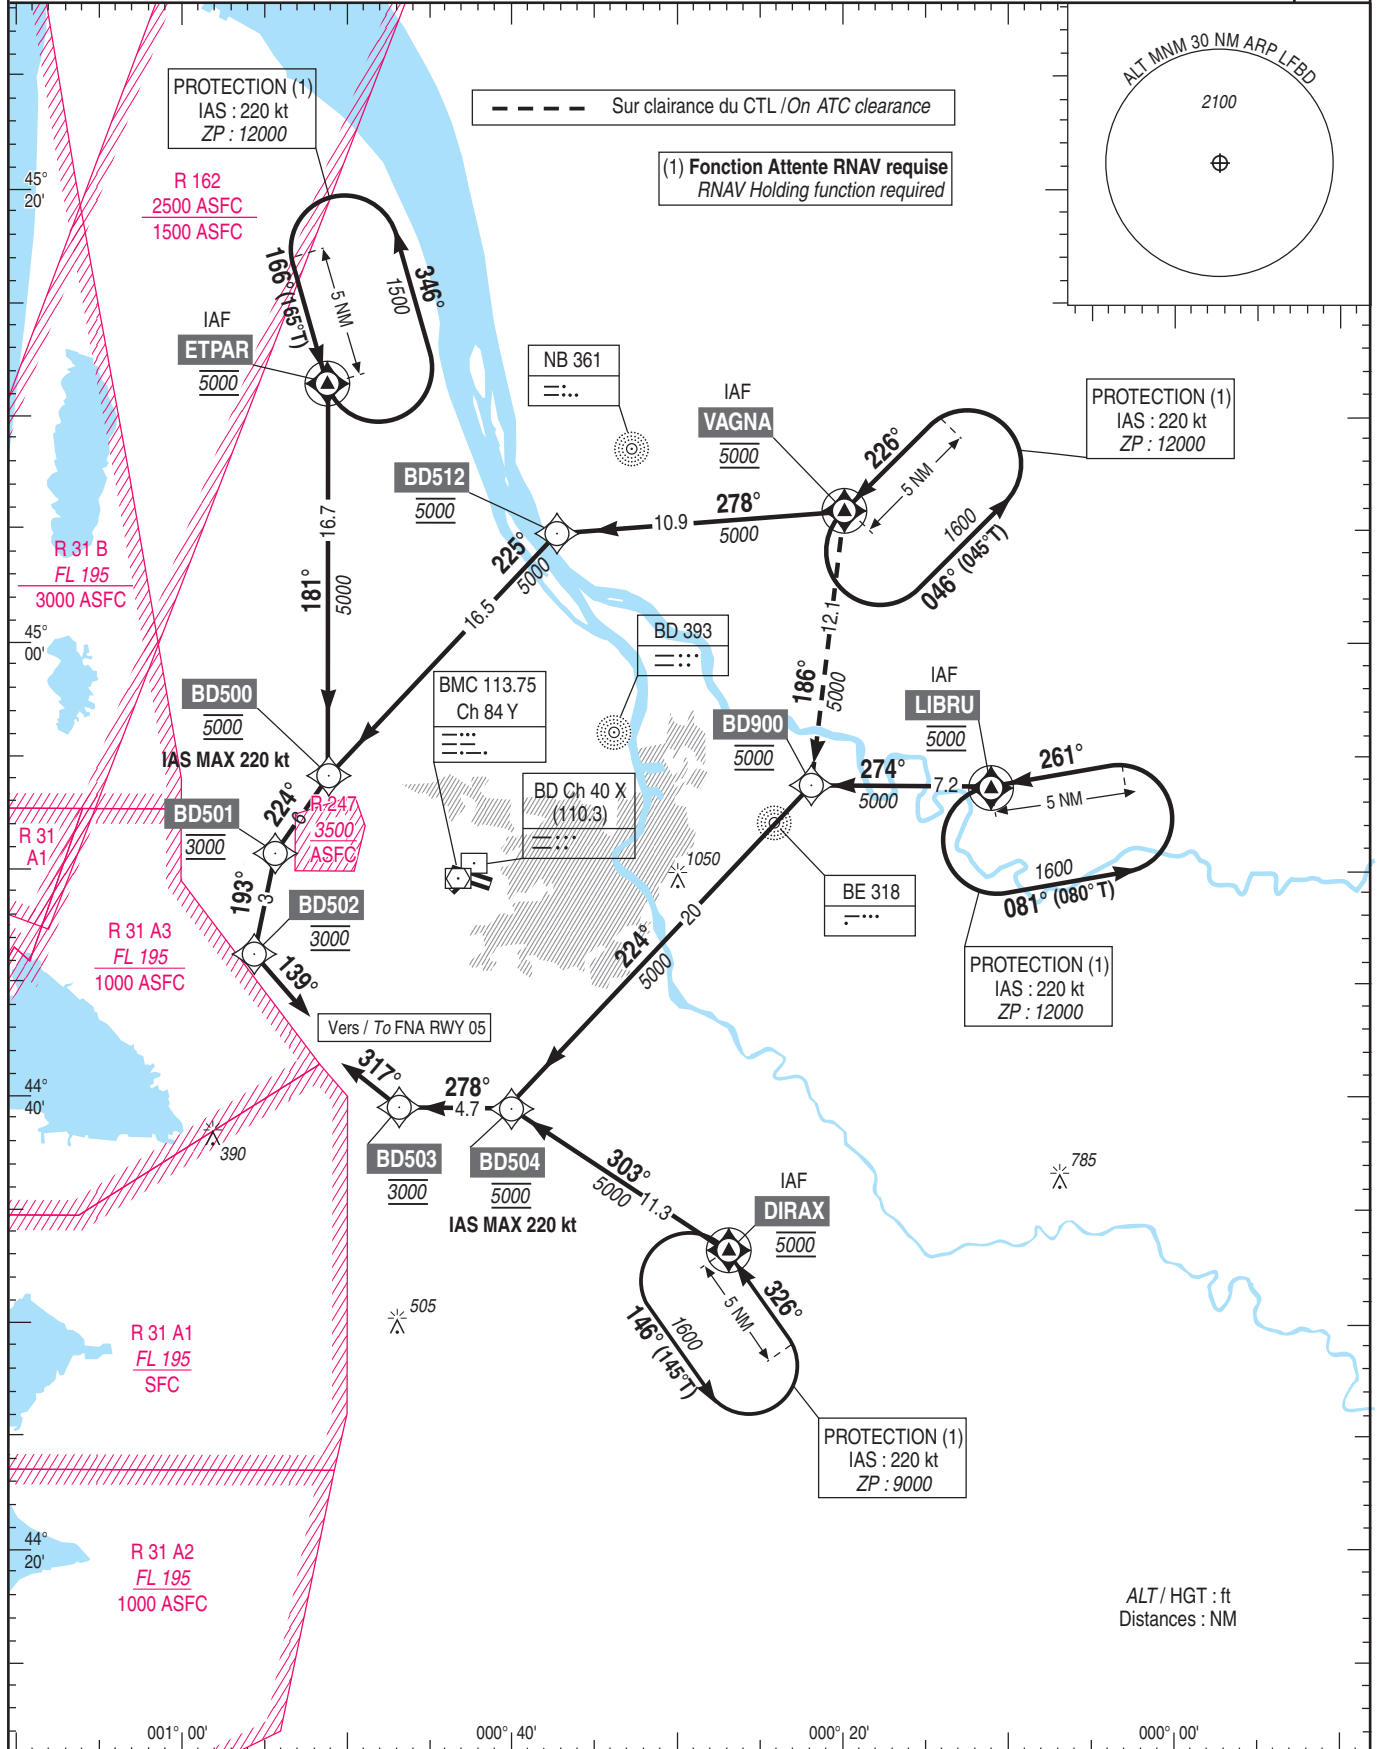 ALT MNM 30 NM ARP LFBD
2100
PROTECTION (1)
IAS : 220 kt
ZP : 12000
Sur clairance du CTL / On ATC clearance
(1) Fonction Attente RNAV requise
RNAV Holding function required
45°
20'
R 162
2500 ASFC
1500 ASFC
166° (165°T)
5 NM
1500
346°
IAF
ETPAR
5000
NB 361
IAF
VAGNA
5000
226°
5 NM
1600
046° (045°T)
PROTECTION (1)
IAS : 220 kt
ZP : 12000
BD512
5000
278°
10.9
5000
16.7
181°
5000
225°
5000
16.5
R 31 B
FL 195
3000 ASFC
12.1
186°
5000
BD 393
45°
00'
BMC 113.75
Ch 84 Y
BD500
5000
IAS MAX 220 kt
BD900
5000
IAF
LIBRU
5000
261°
5 NM
274°
7.2
5000
1600
081° (080°T)
BD Ch 40 X
(110.3)
BD501
3000
224°
6
R 247
3500
ASFC
R 31
A1
1050
BE 318
193°
3
BD502
3000
R 31 A3
FL 195
1000 ASFC
224°
20
5000
PROTECTION (1)
IAS : 220 kt
ZP : 12000
139°
Vers / To FNA RWY 05
317°
278°
4.7
44°
40'
390
BD503
3000
BD504
5000
IAS MAX 220 kt
303°
5000
11.3
785
IAF
DIRAX
5000
326°
5 NM
1600
146° (145°T)
505
R 31 A1
FL 195
SFC
PROTECTION (1)
IAS : 220 kt
ZP : 9000
44°
20'
R 31 A2
FL 195
1000 ASFC
ALT / HGT : ft
Distances : NM
001° 00'
000° 40'
000° 20'
000° 00'